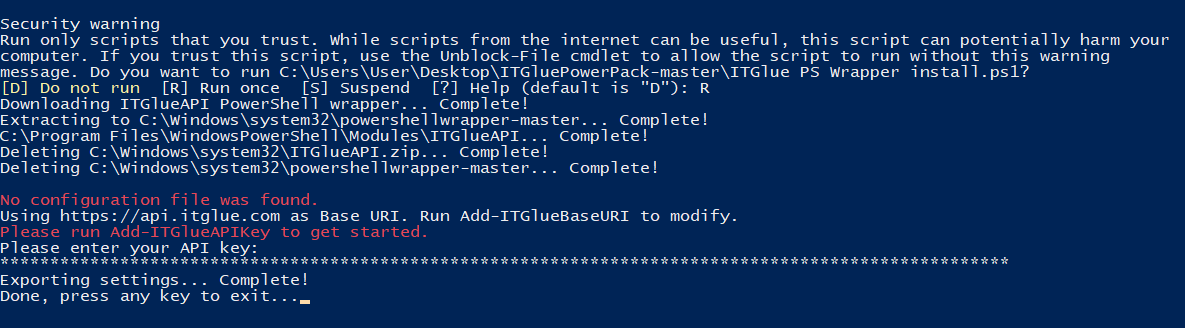 Security warning
Run only scripts that you trust. While scripts from the internet can be useful, this script can potentially harm your
computer. If you trust this script, use the Unblock-File cmdlet to allow the script to run without this warning
message. Do you want to run C:\Users\User\Desktop\ITGluePowerPack-master\ITGlue PS Wrapper install.ps1?
[D] Do not run  [R] Run once  [S] Suspend  [?] Help (default is "D"): R
Downloading ITGlueAPI PowerShell wrapper... Complete!
Extracting to C:\Windows\system32\powershellwrapper-master... Complete!
C:\Program Files\WindowsPowerShell\Modules\ITGlueAPI... Complete!
Deleting C:\Windows\system32\ITGlueAPI.zip... Complete!
Deleting C:\Windows\system32\powershellwrapper-master... Complete!
No configuration file was found.
Using https://api.itglue.com as Base URI. Run Add-ITGlueBaseURI to modify.
Please run Add-ITGlueAPIKey to get started.
Please enter your API key:
*****************************************************************************************************
Exporting settings... Complete!
Done, press any key to exit..._